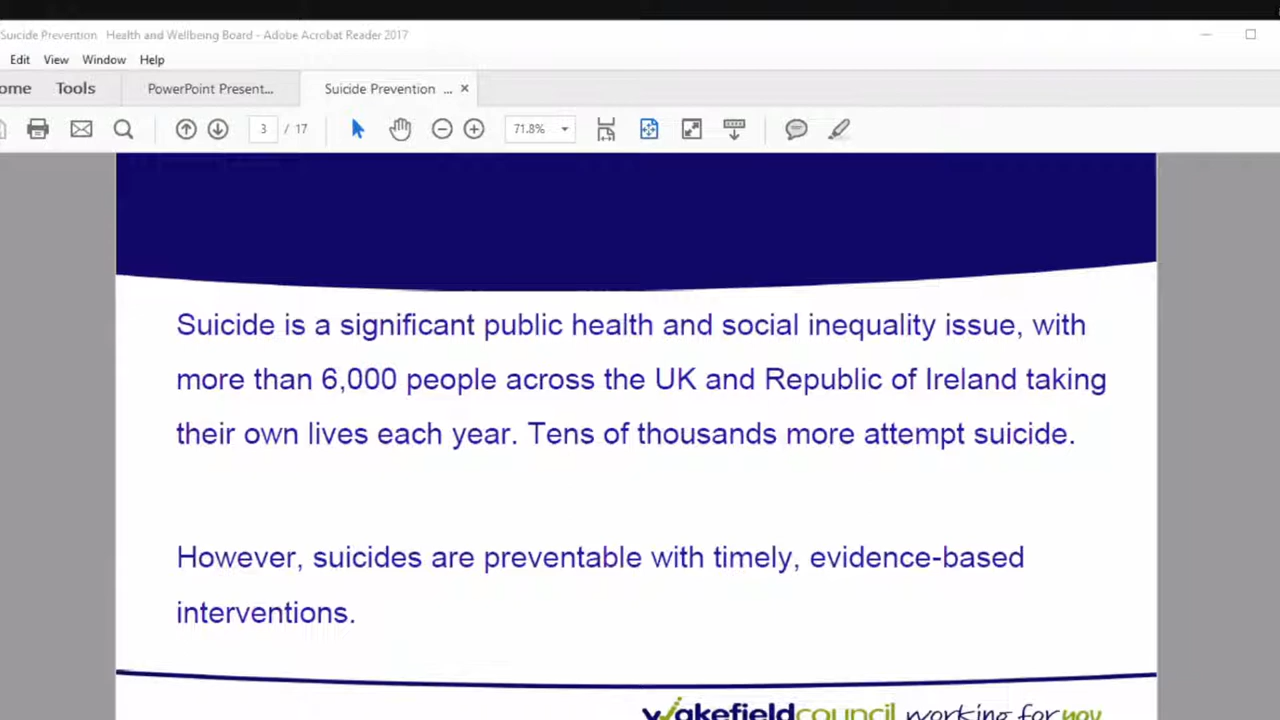 Suicide Prevention Health and Wellbeing Board - Adobe Acrobat Reader 2017
Edit View Window Help
ome Tools PowerPoint Present... Suicide Prevention ... ×
3 / 17 71.8%
Suicide is a significant public health and social inequality issue, with
more than 6,000 people across the UK and Republic of Ireland taking
their own lives each year. Tens of thousands more attempt suicide.
However, suicides are preventable with timely, evidence-based
interventions.
wakefieldcouncil working for you